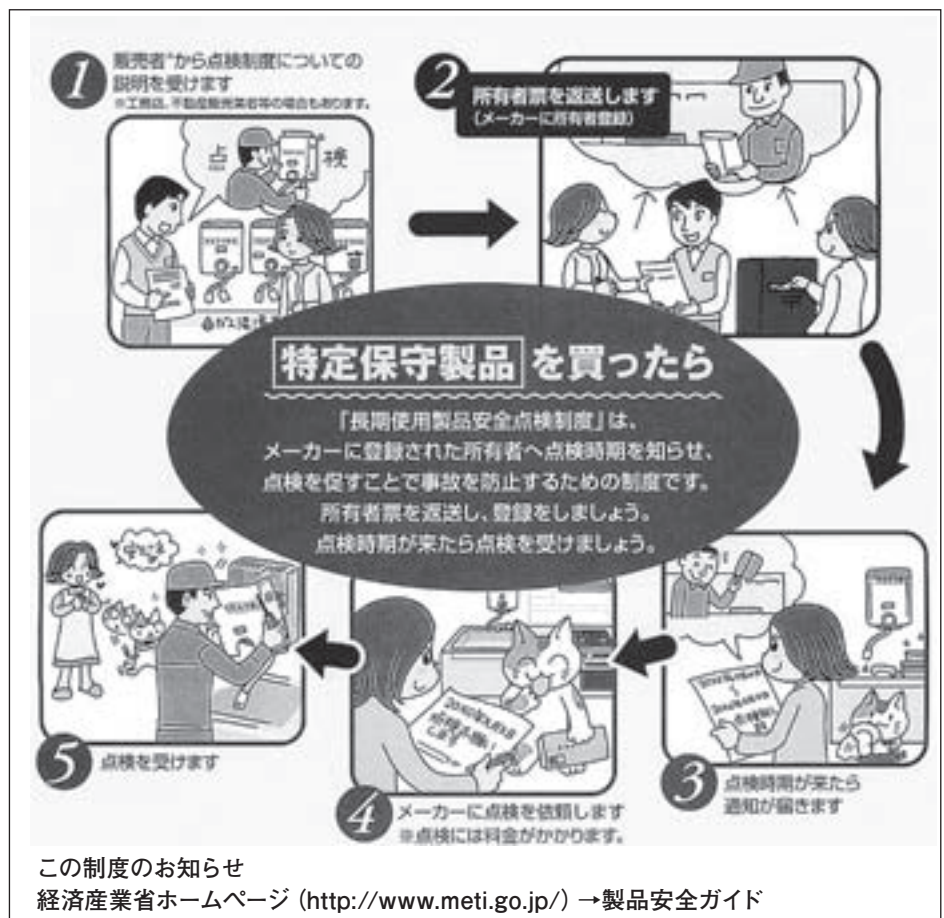 1
販売者*から点検制度についての
説明を受けます
※工務店、不動産販売業者等の場合もあります。
点検
2
所有者票を返送します
(メーカーに所有者登録)
特定保守製品を買ったら
「長期使用製品安全点検制度」は、
メーカーに登録された所有者へ点検時期を知らせ、
点検を促すことで事故を防止するための制度です。
所有者票を返送し、登録をしましょう。
点検時期が来たら点検を受けましょう。
3
点検時期が来たら
通知が届きます
4
メーカーに点検を依頼します
※点検には料金がかかります。
5
点検を受けます
この制度のお知らせ
経済産業省ホームページ(http://www.meti.go.jp/)→製品安全ガイド